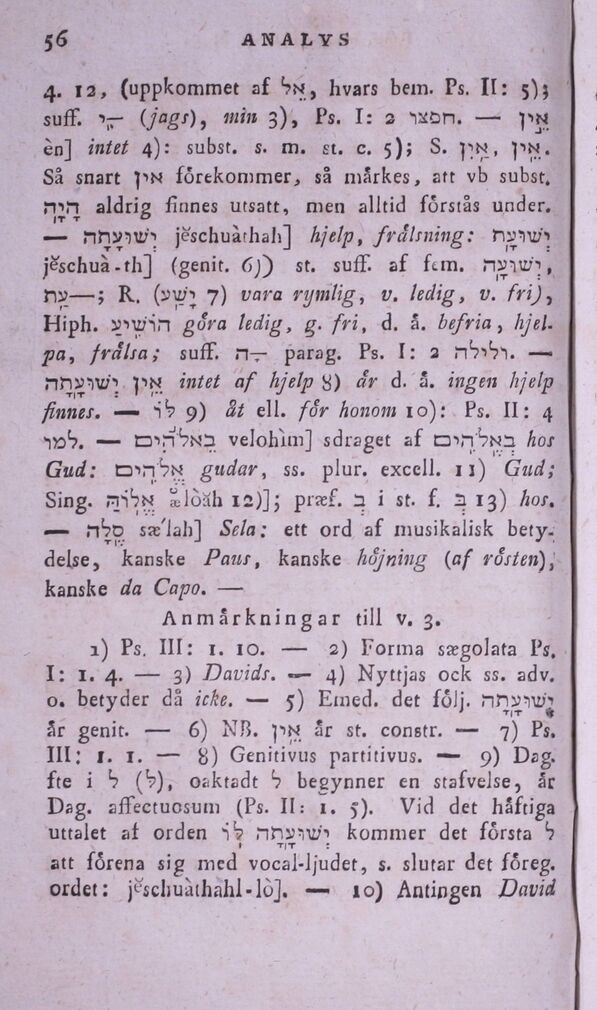 56 ANALYS
4. 12, (uppkommet af אֵל, hvars bem. Ps. II: 5);
suff. ־ִי (jags), min 3), Ps. I: 2 חפצו. — אֵין
èn] intet 4): subst. s. m. st. c. 5); S. אַיִן, אָיִן.
Så snart אין förekommer, så märkes, att vb subst.
הָיָה aldrig finnes utsatt, men alltid förstås under.
— יְשׁוּעָתָה jĕschuàthah] hjelp, frälsning: יְשׁוּעַת
jĕschuà-th] (genit. 6)) st. suff. af fem. יְשׁוּעָה,
—עַת; R. (יָשַׁע 7) vara rymlig, v. ledig, v. fri),
Hiph. הוֹשִׁיעַ göra ledig, g. fri, d. ä. befria, hjel-
pa, frälsa; suff. ־ָה parag. Ps. I: 2 ולילה. —
אֵין יְשׁוּעָתָה intet af hjelp 8) är d. ä. ingen hjelp
finnes. — לוֹ 9) åt ell. för honom 10): Ps. II: 4
למו. — בֵאלֹהִים velohìm] sdraget af בֶּאֱלֹהִים hos
Gud: אֱלֹהִים gudar, ss. plur. excell. 11) Gud;
Sing. אֱלוֹהַּ æ̆lòăh 12)]; præf. בֵ i st. f. בְּ 13) hos.
— סֶלָה sæ'lah] Sela: ett ord af musikalisk bety-
delse, kanske Paus, kanske höjning (af rösten),
kanske da Capo. —
Anmärkningar till v. 3.
1) Ps. III: 1. 10. — 2) Forma sægolata Ps.
I: 1. 4. — 3) Davids. — 4) Nyttjas ock ss. adv.
o. betyder då icke. — 5) Emed. det följ. יְשׁוּעָתָה
är genit. — 6) NB. אֵין är st. constr. — 7) Ps.
III: 1. 1. — 8) Genitivus partitivus. — 9) Dag.
fte i ל (לּ), oaktadt ל begynner en stafvelse, är
Dag. affectuosum (Ps. II: 1. 5). Vid det häftiga
uttalet af orden יְשׁוּעָתָה לּוֹ kommer det första ל
att förena sig med vocal-ljudet, s. slutar det föreg.
ordet: jĕschuàthahl-lò]. — 10) Antingen David